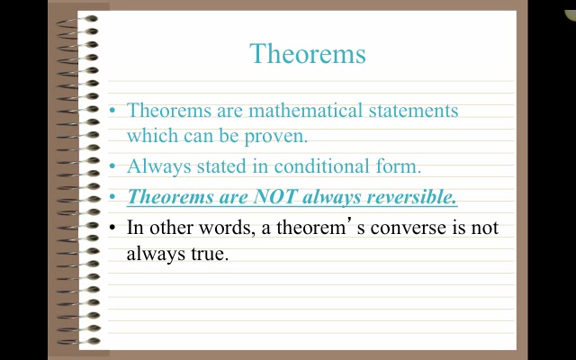 Theorems
• Theorems are mathematical statements
which can be proven.
• Always stated in conditional form.
• Theorems are NOT always reversible.
• In other words, a theorem’s converse is not
always true.